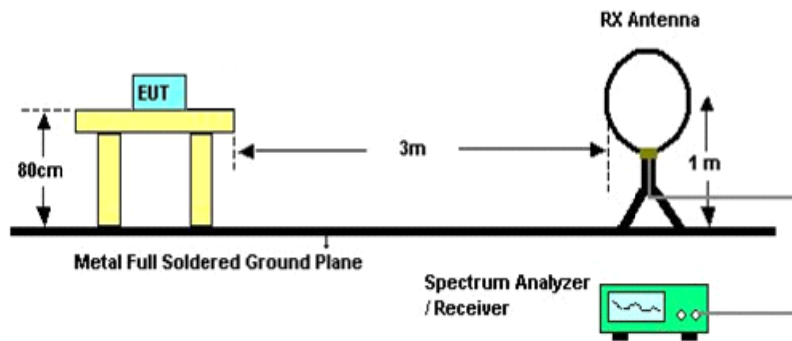 RX Antenna
EUT
3m
80cm
1 m
Metal Full Soldered Ground Plane
Spectrum Analyzer
/ Receiver